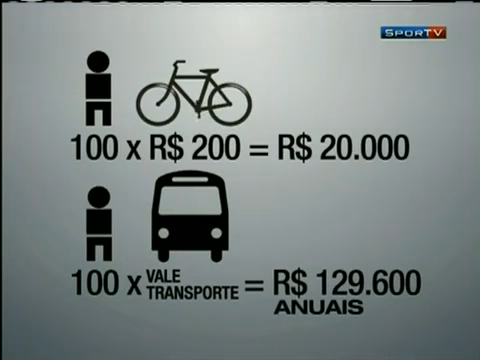 SPORTV
100 x R$ 200 = R$ 20.000
100 x VALE TRANSPORTE = R$ 129.600
ANUAIS